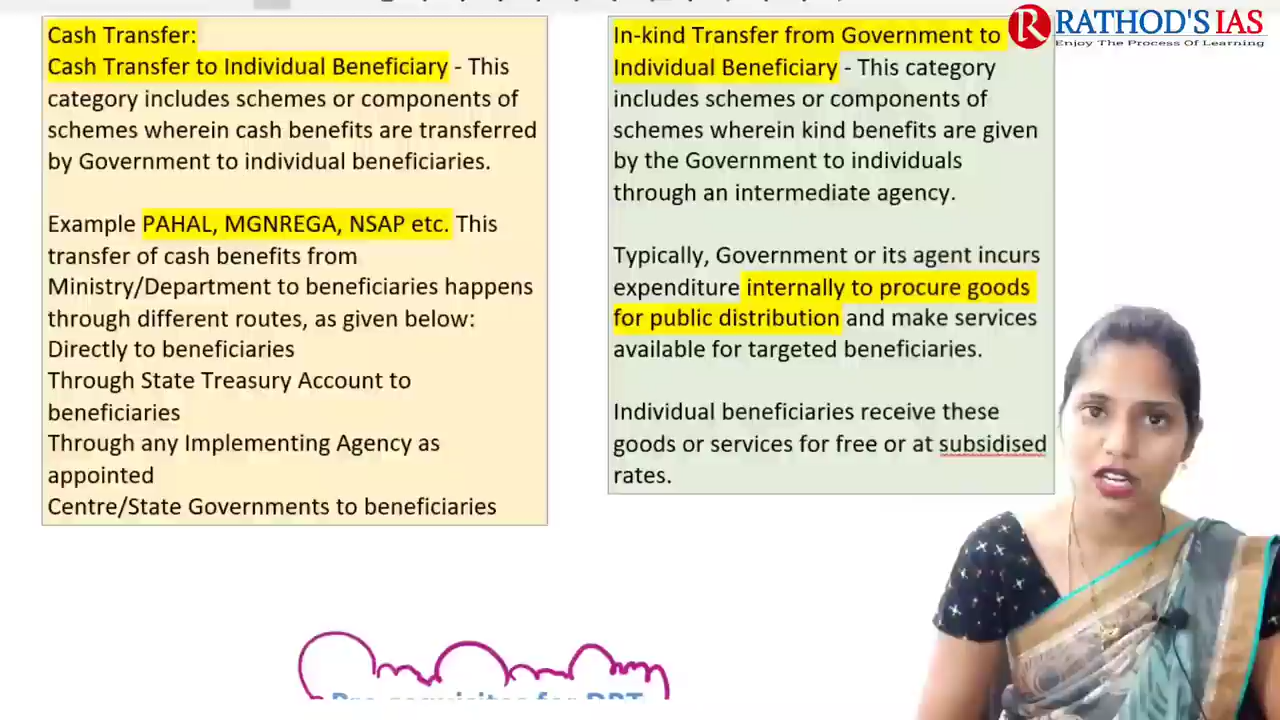 Cash Transfer:
Cash Transfer to Individual Beneficiary - This
category includes schemes or components of
schemes wherein cash benefits are transferred
by Government to individual beneficiaries.
Example PAHAL, MGNREGA, NSAP etc. This
transfer of cash benefits from
Ministry/Department to beneficiaries happens
through different routes, as given below:
Directly to beneficiaries
Through State Treasury Account to
beneficiaries
Through any Implementing Agency as
appointed
Centre/State Governments to beneficiaries
In-kind Transfer from Government to
Individual Beneficiary - This category
includes schemes or components of
schemes wherein kind benefits are given
by the Government to individuals
through an intermediate agency.
Typically, Government or its agent incurs
expenditure internally to procure goods
for public distribution and make services
available for targeted beneficiaries.
Individual beneficiaries receive these
goods or services for free or at subsidised
rates.
R RATHOD'S IAS
Enjoy The Process Of Learning
for DBT